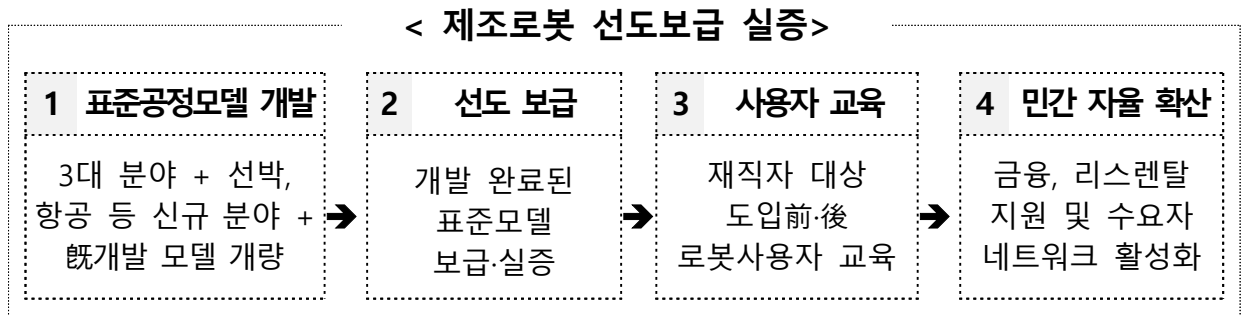 < 제조로봇 선도보급 실증>
1 표준공정모델 개발
3대 분야 + 선박,
항공 등 신규 분야 +
旣개발 모델 개량
➔
2 선도 보급
개발 완료된
표준모델
보급·실증
➔
3 사용자 교육
재직자 대상
도입前·後
로봇사용자 교육
➔
4 민간 자율 확산
금융, 리스렌탈
지원 및 수요자
네트워크 활성화